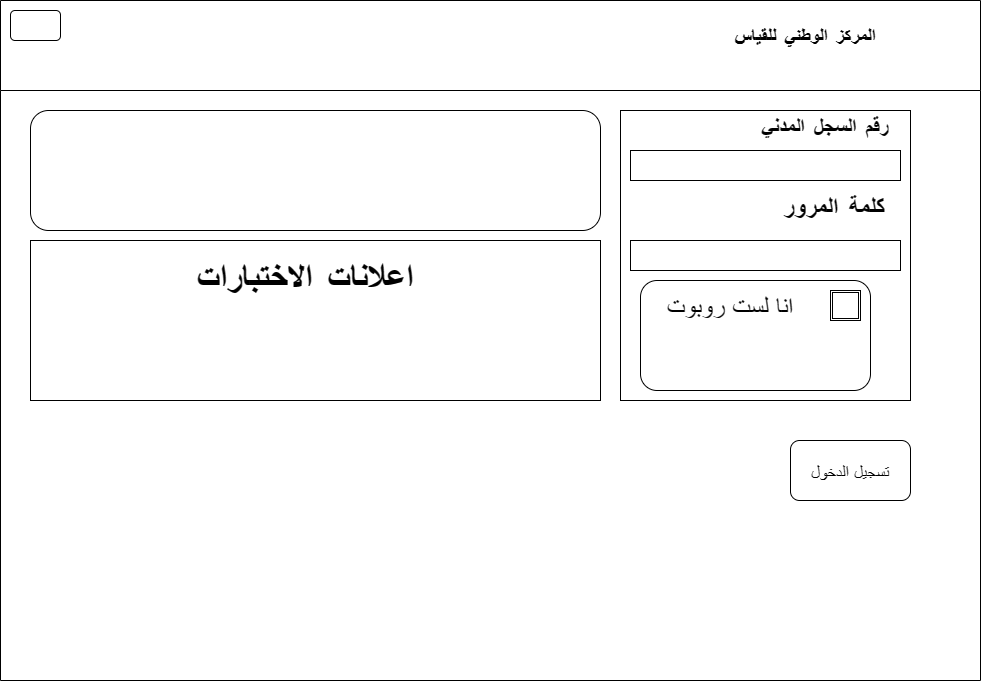 المركز الوطني للقياس
رقم السجل المدني
كلمة المرور
انا لست روبوت
اعلانات الاختبارات
تسجيل الدخول